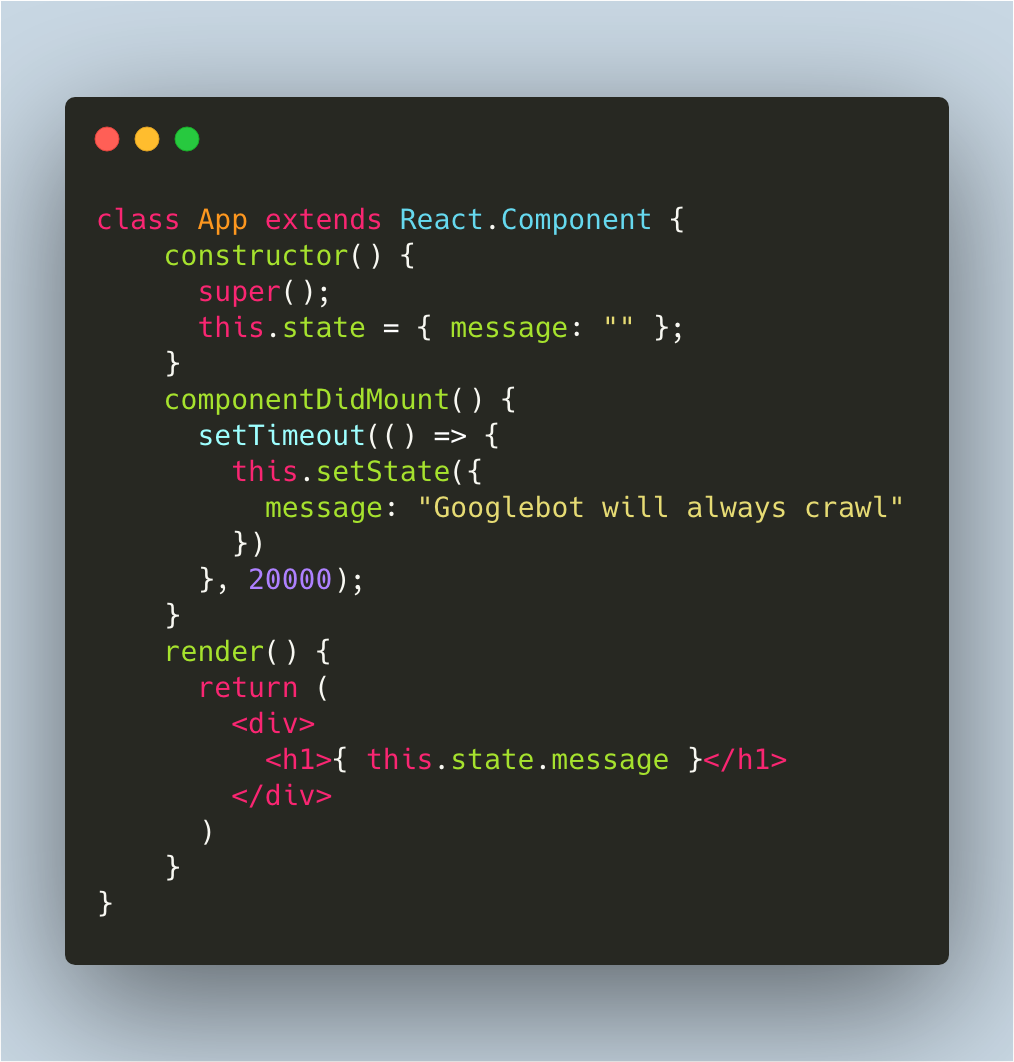 class App extends React.Component {
    constructor() {
      super();
      this.state = { message: "" };
    }
    componentDidMount() {
      setTimeout(() => {
        this.setState({
          message: "Googlebot will always crawl"
        })
      }, 20000);
    }
    render() {
      return (
        <div>
          <h1>{ this.state.message }</h1>
        </div>
      )
    }
}